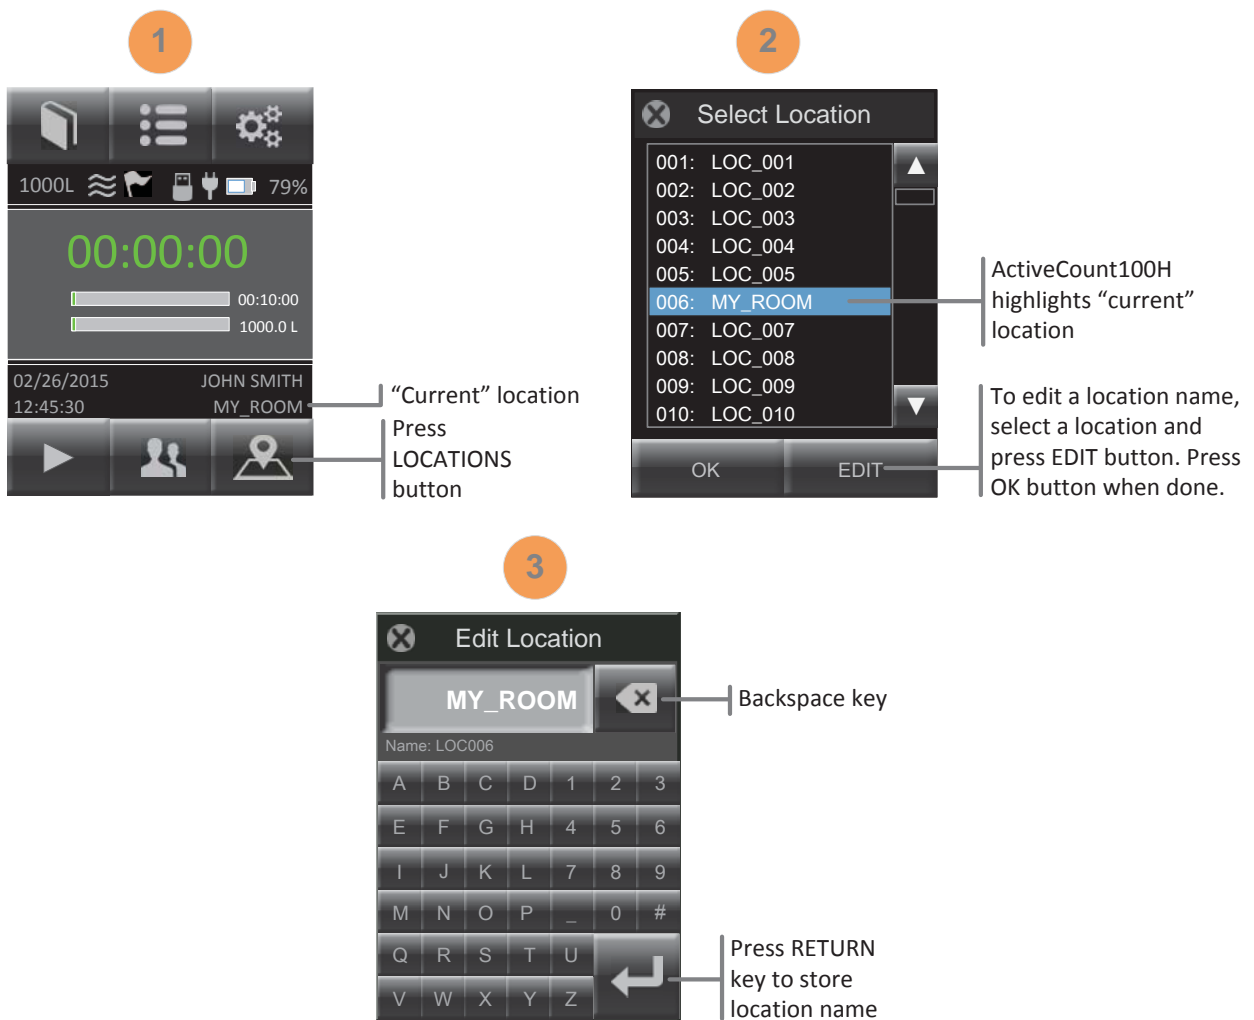 1
1000L 79%
00:00:00
00:10:00
1000.0 L
02/26/2015 JOHN SMITH
12:45:30 MY_ROOM
“Current” location
Press
LOCATIONS
button
2
Select Location
001: LOC_001
002: LOC_002
003: LOC_003
004: LOC_004
005: LOC_005
006: MY_ROOM
007: LOC_007
008: LOC_008
009: LOC_009
010: LOC_010
OK EDIT
ActiveCount100H
highlights “current”
location
To edit a location name,
select a location and
press EDIT button. Press
OK button when done.
3
Edit Location
MY_ROOM
Name: LOC006
A B C D 1 2 3
E F G H 4 5 6
I J K L 7 8 9
M N O P _ 0 #
Q R S T U
V W X Y Z
Backspace key
Press RETURN
key to store
location name